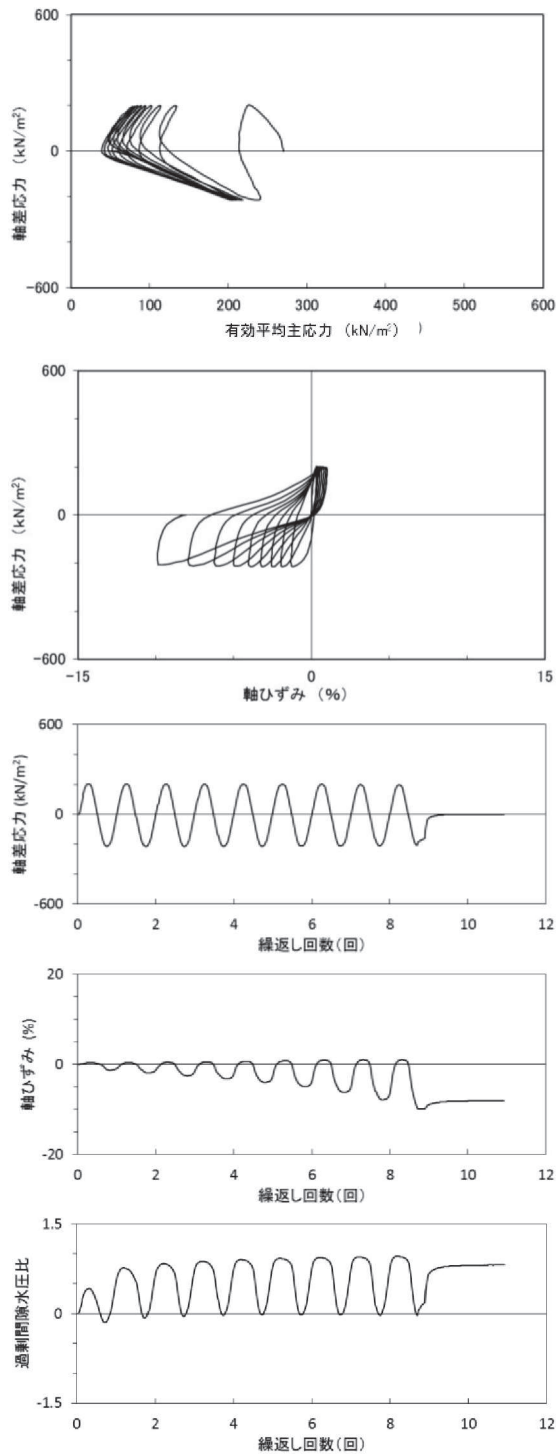 600
0
-600
軸差応力 (kN/m²)
0 100 200 300 400 500 600
有効平均主応力 (kN/m²) )
600
0
-600
軸差応力 (kN/m²)
-15 0 15
軸ひずみ (%)
600
0
-600
軸差応力 (kN/m²)
0 2 4 6 8 10 12
繰返し回数(回)
20
0
-20
軸ひずみ (%)
0 2 4 6 8 10 12
繰返し回数(回)
1.5
0
-1.5
過剰間隙水圧比
0 2 4 6 8 10 12
繰返し回数(回)